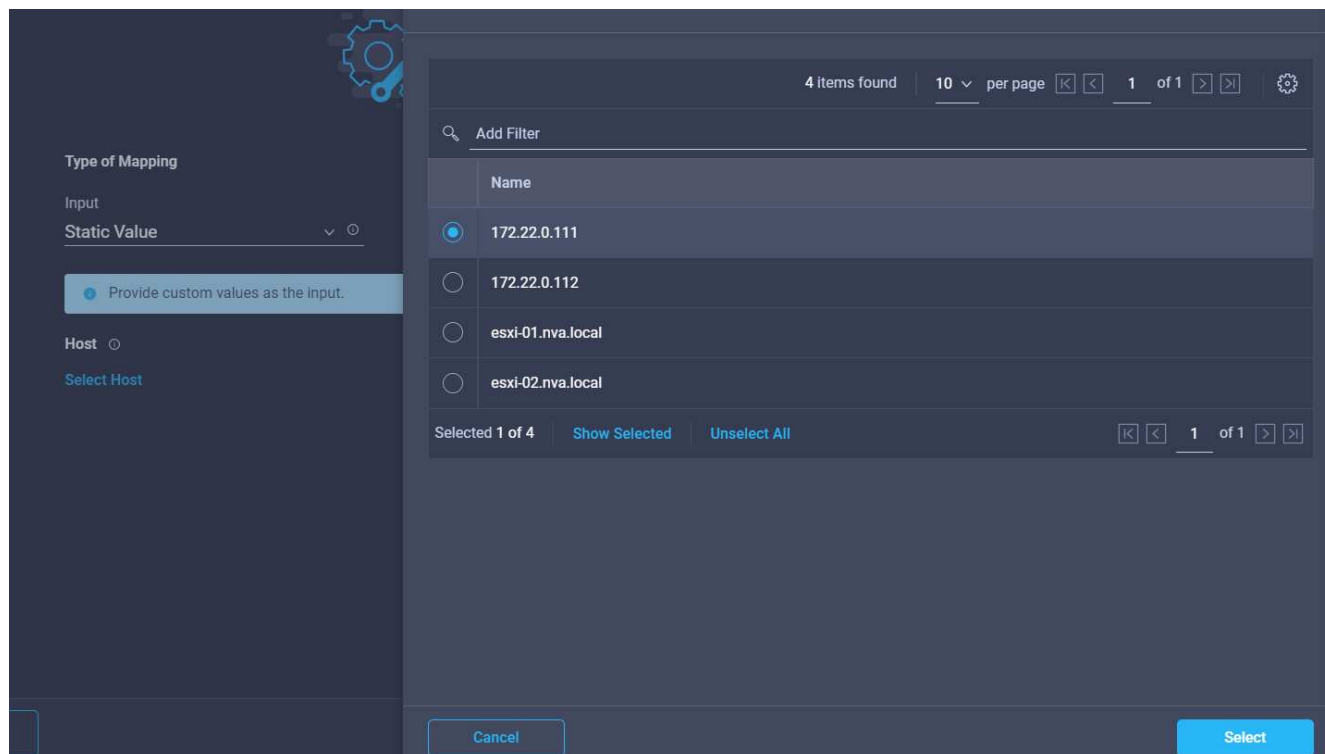 4 items found 10 per page 1 of 1
Add Filter
Type of Mapping
Name
Input
Static Value
172.22.0.111
172.22.0.112
Provide custom values as the input.
esxi-01.nva.local
Host
Select Host
esxi-02.nva.local
Selected 1 of 4 Show Selected Unselect All 1 of 1
Cancel Select